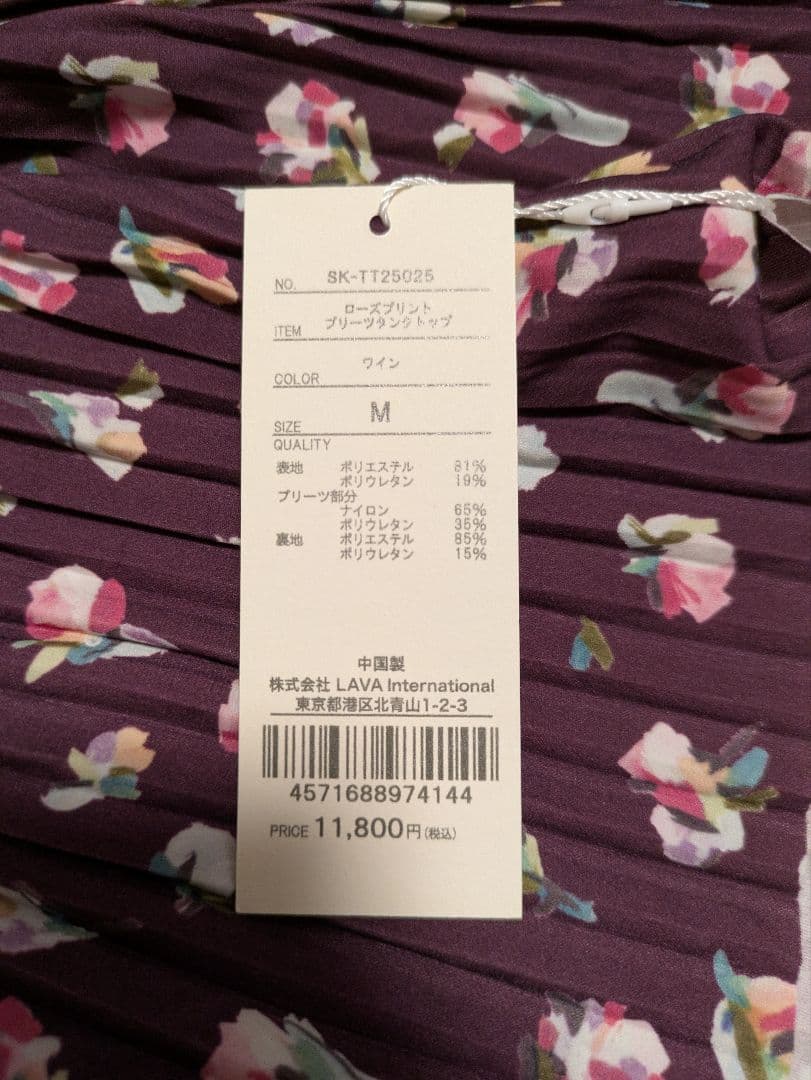 NO. SK-TT25025
ローズプリント
ITEM プリーツタンクトップ
ワイン
COLOR
SIZE M
QUALITY
表地 ポリエステル 81%
ポリウレタン 19%
プリーツ部分
ナイロン 65%
ポリウレタン 35%
裏地 ポリエステル 85%
ポリウレタン 15%
中国製
株式会社 LAVA International
東京都港区北青山1-2-3
4571688974144
PRICE 11,800円(税込)